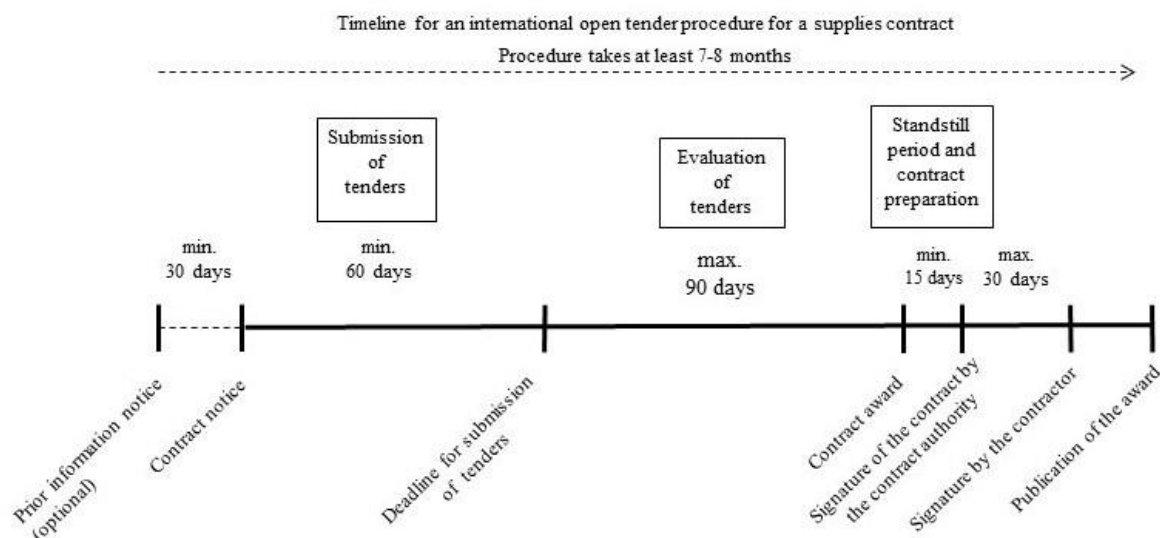 Timeline for an international open tender procedure for a supplies contract
Procedure takes at least 7-8 months
Submission
of
tenders
Evaluation
of
tenders
Standstill
period and
contract
preparation
min.
30 days
min.
60 days
max.
90 days
min.
15 days
max.
30 days
Prior information notice
(optional)
Contract notice
Deadline for submission
of tenders
Contract award
Signature of the contract by
the contract authority
Signature by the contractor
Publication of the award